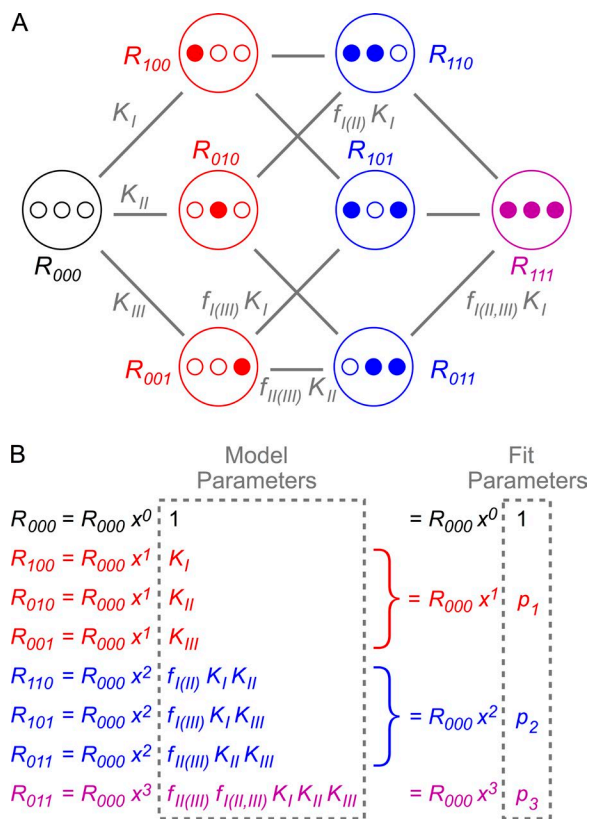 A
R100
R110
KI
fI(II) KI
R010
R101
KII
R000
R111
KIII
fI(III) KI
fI(II,III) KI
R001
fII(III) KII
R011
B
Model
Parameters
Fit
Parameters
R000 = R000 x0 1 = R000 x0 1
R100 = R000 x1 KI
R010 = R000 x1 KII = R000 x1 p1
R001 = R000 x1 KIII
R110 = R000 x2 fI(II) KI KII
R101 = R000 x2 fI(III) KI KIII = R000 x2 p2
R011 = R000 x2 fII(III) KII KIII
R011 = R000 x3 fII(III) fI(II,III) KI KII KIII = R000 x3 p3